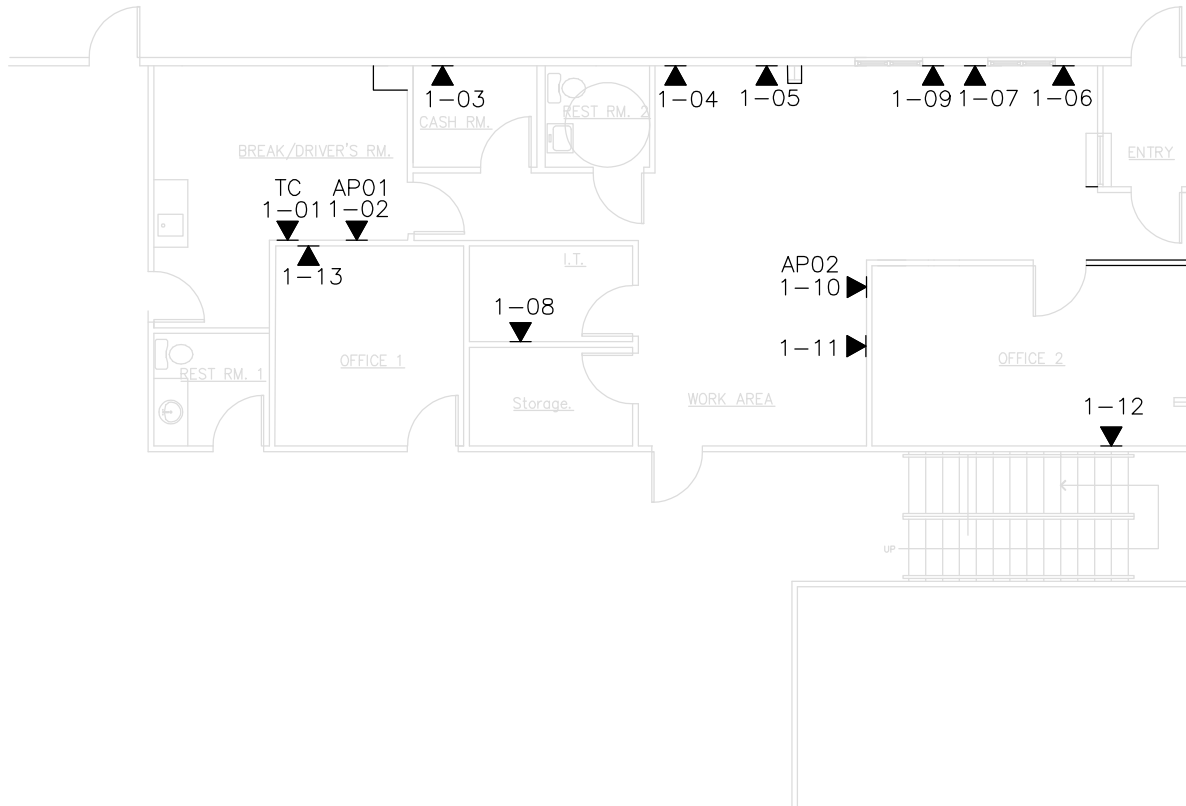 1-03
1-04
1-05
1-09
1-07
1-06
CASH RM.
REST RM. 2
BREAK/DRIVER'S RM.
ENTRY
TC
1-01
AP01
1-02
1-13
I.T.
AP02
1-10
1-08
1-11
OFFICE 1
OFFICE 2
REST RM. 1
Storage.
WORK AREA
1-12
UP